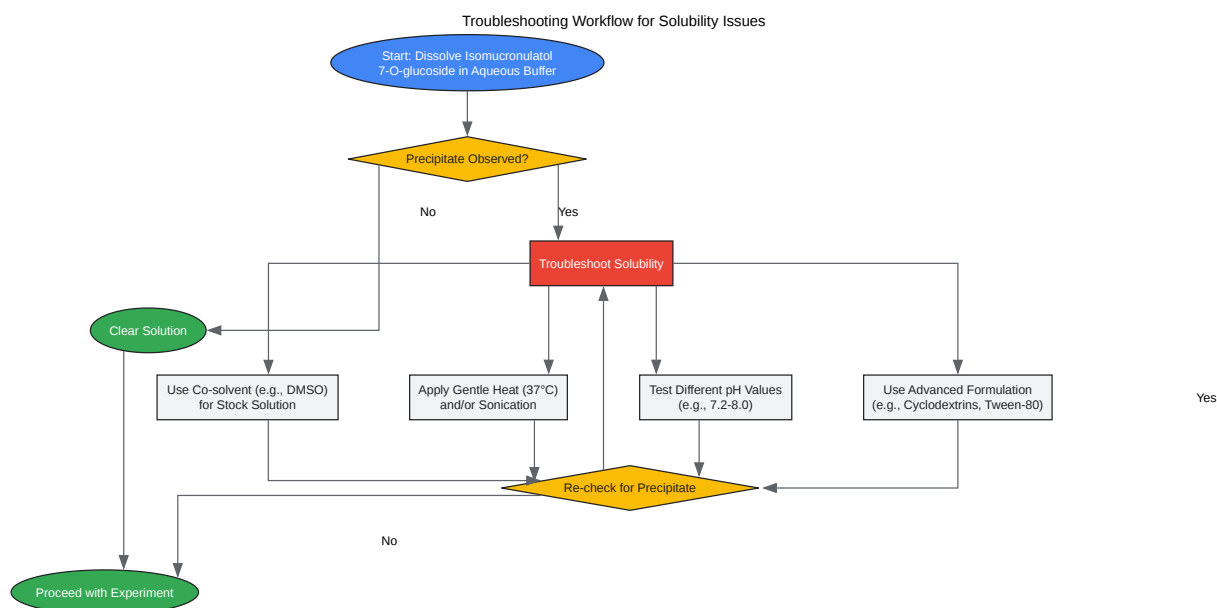 Troubleshooting Workflow for Solubility Issues
Start: Dissolve Isomucronulatol
7-O-glucoside in Aqueous Buffer
Precipitate Observed?
No
Yes
Troubleshoot Solubility
Clear Solution
Use Co-solvent (e.g., DMSO)
for Stock Solution
Apply Gentle Heat (37°C)
and/or Sonication
Test Different pH Values
(e.g., 7.2-8.0)
Use Advanced Formulation
(e.g., Cyclodextrins, Tween-80)
Yes
Re-check for Precipitate
No
Proceed with Experiment